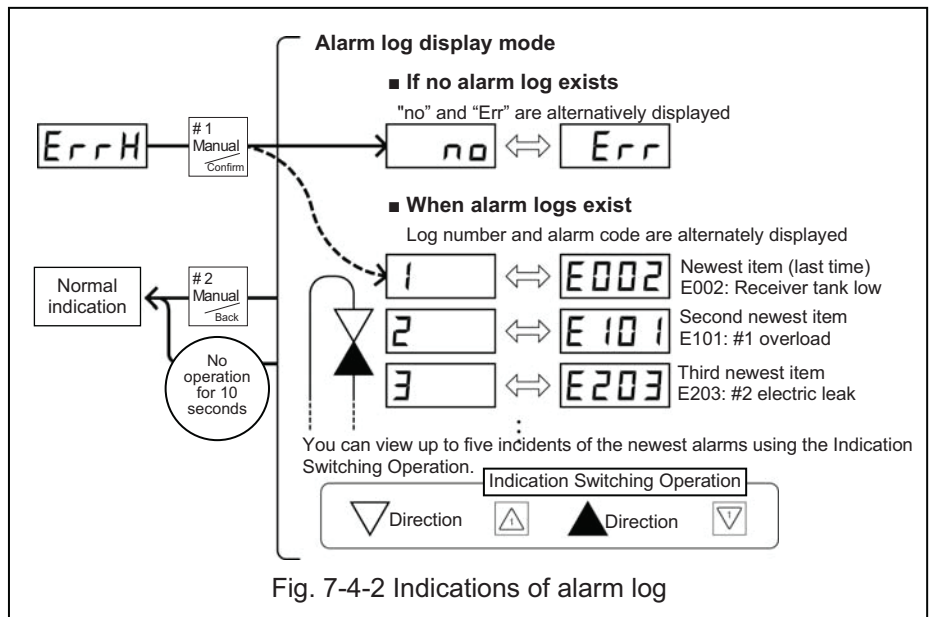 Alarm log display mode
■ If no alarm log exists
"no” and “Err” are alternatively displayed
ErrH
#1
Manual
Confirm
no
Err
■ When alarm logs exist
Log number and alarm code are alternately displayed
1
E002
Newest item (last time)
E002: Receiver tank low
Normal
indication
#2
Manual
Back
2
E101
Second newest item
E101: #1 overload
No
operation
for 10
seconds
3
E203
Third newest item
E203: #2 electric leak
You can view up to five incidents of the newest alarms using the Indication
Switching Operation.
Indication Switching Operation
Direction
1
Direction
1
Fig. 7-4-2 Indications of alarm log